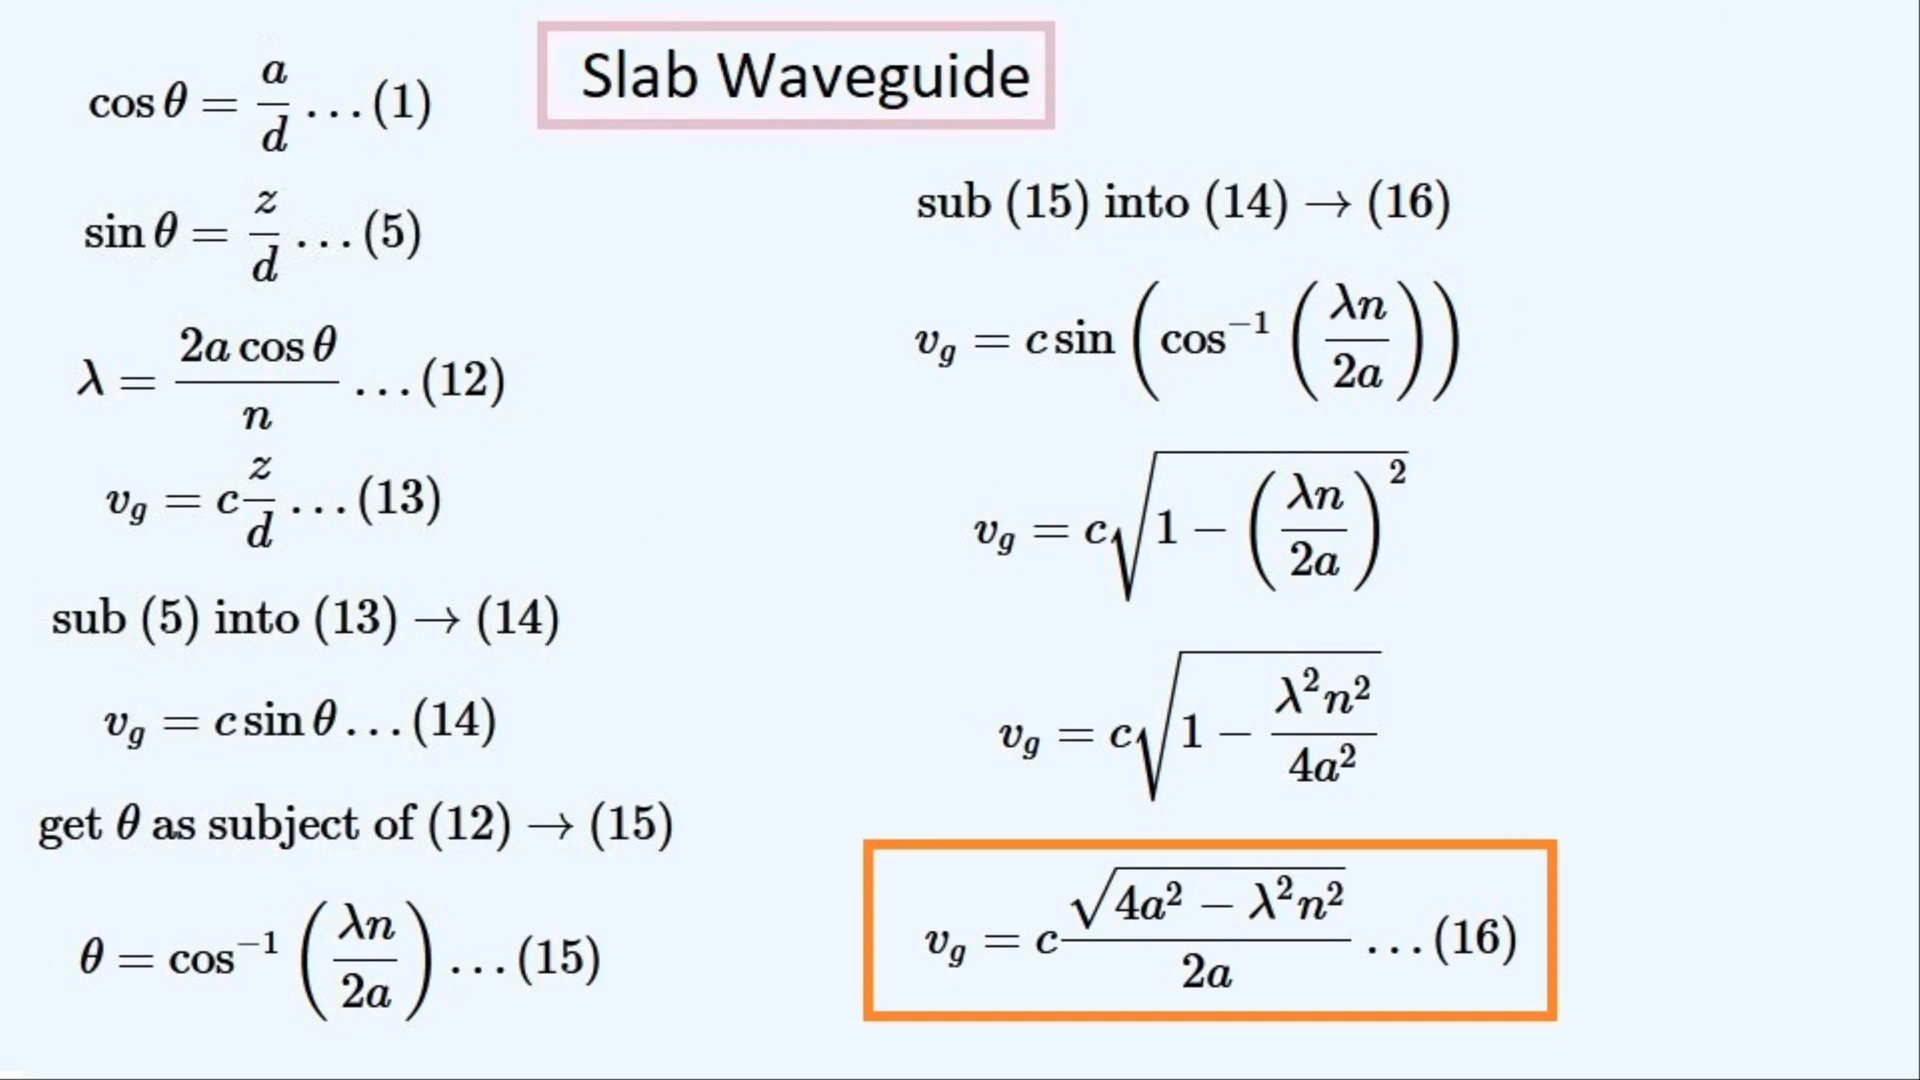 Slab Waveguide
cos θ = a/d ...(1)
sin θ = z/d ...(5)
λ = 2a cos θ/n ...(12)
v_g = c z/d ...(13)
sub (5) into (13) → (14)
v_g = c sin θ...(14)
get θ as subject of (12) → (15)
θ = cos⁻¹ (λn/2a) ...(15)
sub (15) into (14) → (16)
v_g = c sin (cos⁻¹ (λn/2a))
v_g = c√(1 − (λn/2a)²)
v_g = c√(1 − λ²n²/4a²)
v_g = c √(4a² − λ²n²)/2a ...(16)